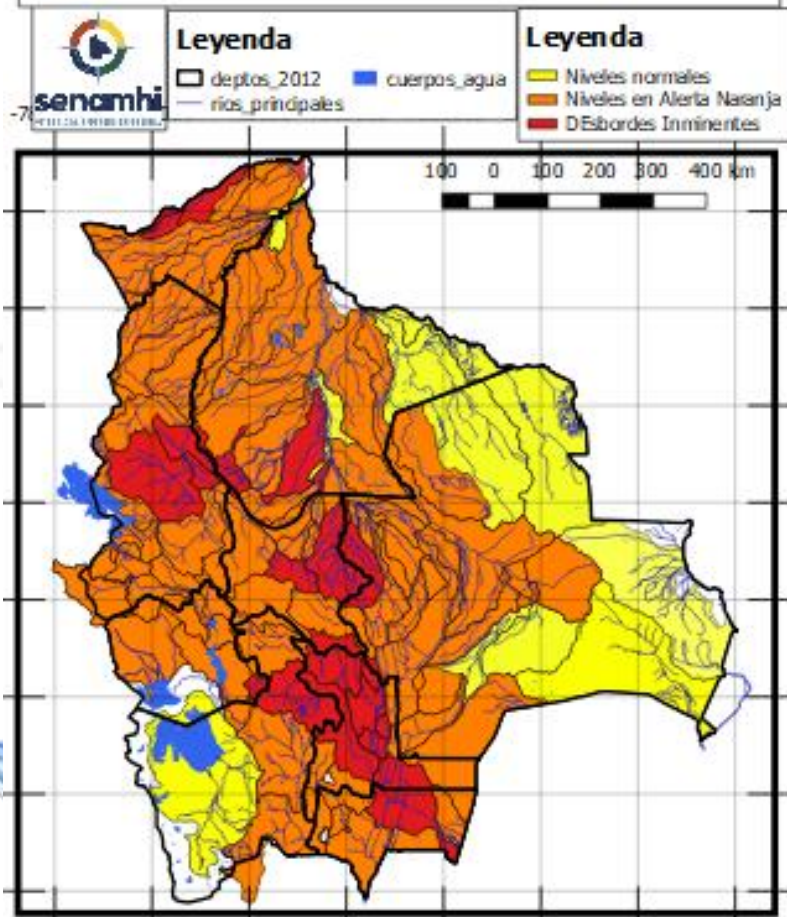 Leyenda
deptos_2012 cuerpos_agua
rios_principales
Leyenda
Niveles normales
Niveles en Alerta Naranja
DEsbordes Inminentes
senamhi
100 0 100 200 300 400 km